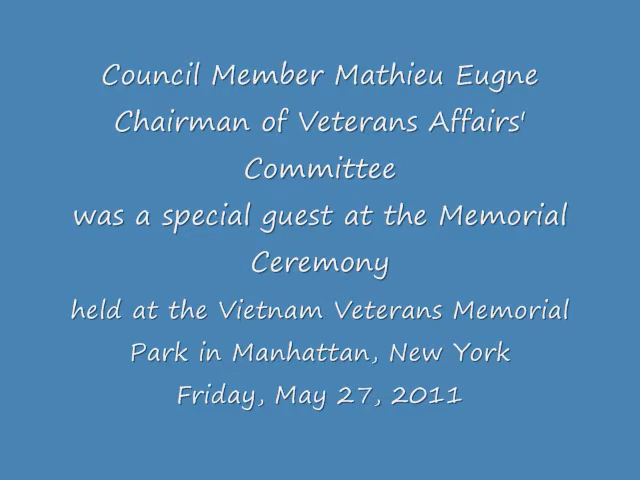 Council Member Mathieu Eugne
Chairman of Veterans Affairs'
Committee
was a special guest at the Memorial
Ceremony
held at the Vietnam Veterans Memorial
Park in Manhattan, New York
Friday, May 27, 2011